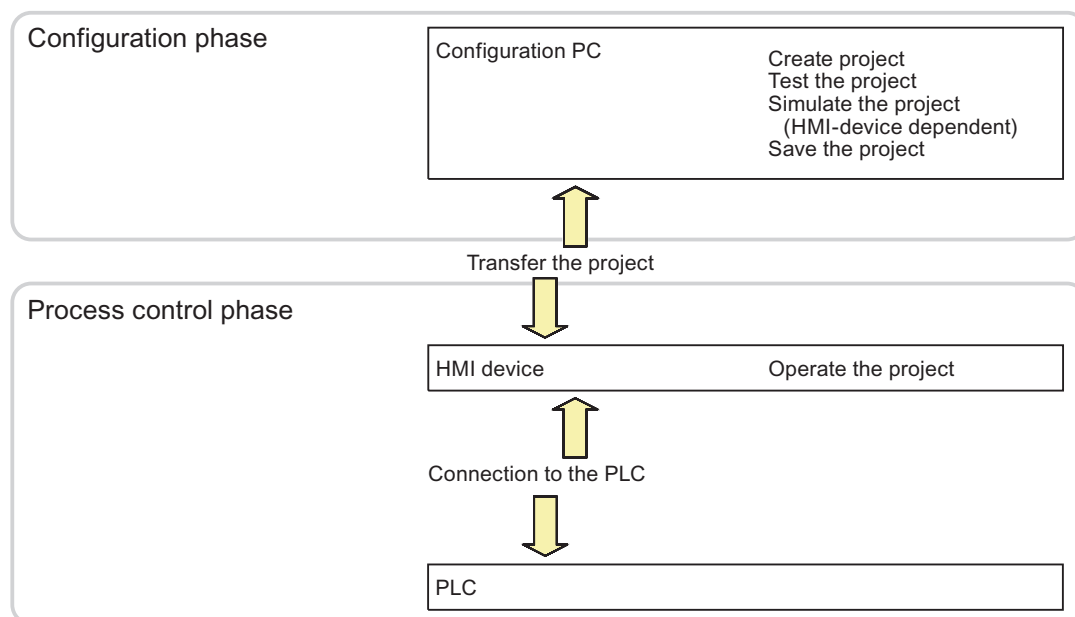 Configuration phase
Configuration PC
Create project
Test the project
Simulate the project
(HMI-device dependent)
Save the project
Transfer the project
Process control phase
HMI device
Operate the project
Connection to the PLC
PLC